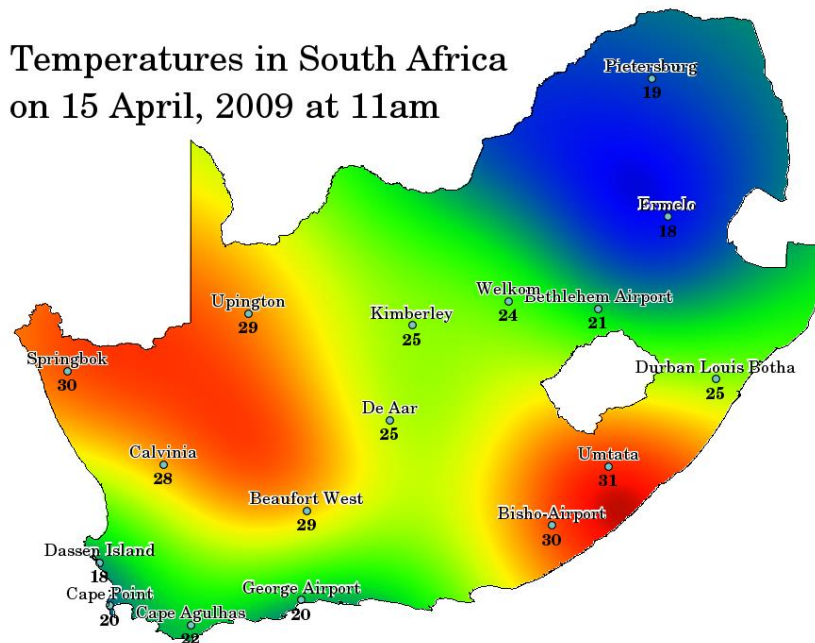 Temperatures in South Africa
on 15 April, 2009 at 11am
Pietersburg
19
Ermelo
18
Welkom
24
Bethlehem Airport
21
Upington
29
Kimberley
25
Springbok
30
Durban Louis Botha
25
De Aar
25
Calvinia
28
Umtata
31
Beaufort West
29
Bisho-Airport
30
Dassen Island
18
Cape Point
20
George Airport
20
Cape Agulhas
22